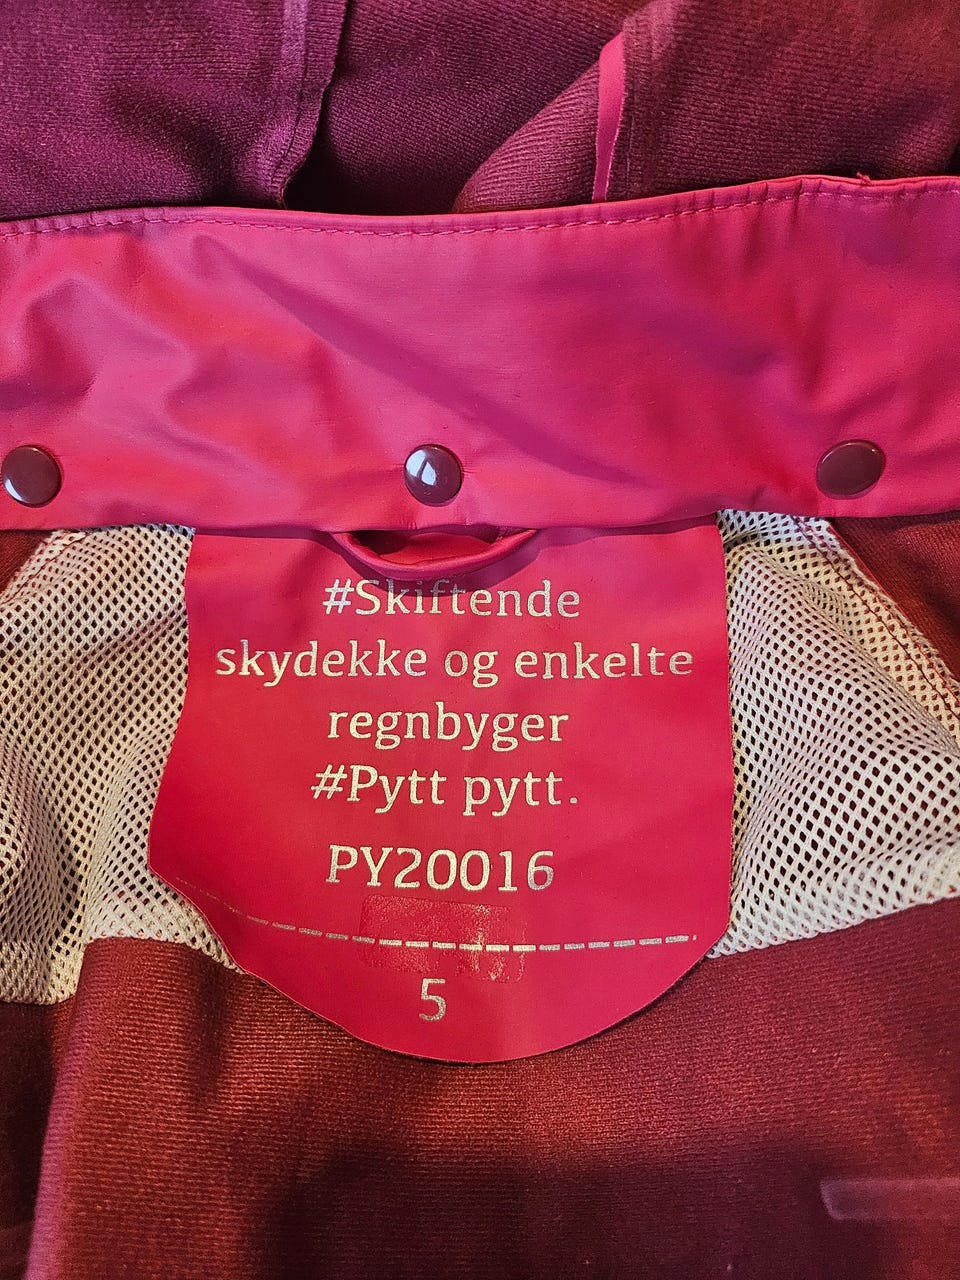 #Skiftende
skydekke og enkelte
regnbyger
#Pytt pytt.
PY20016
5